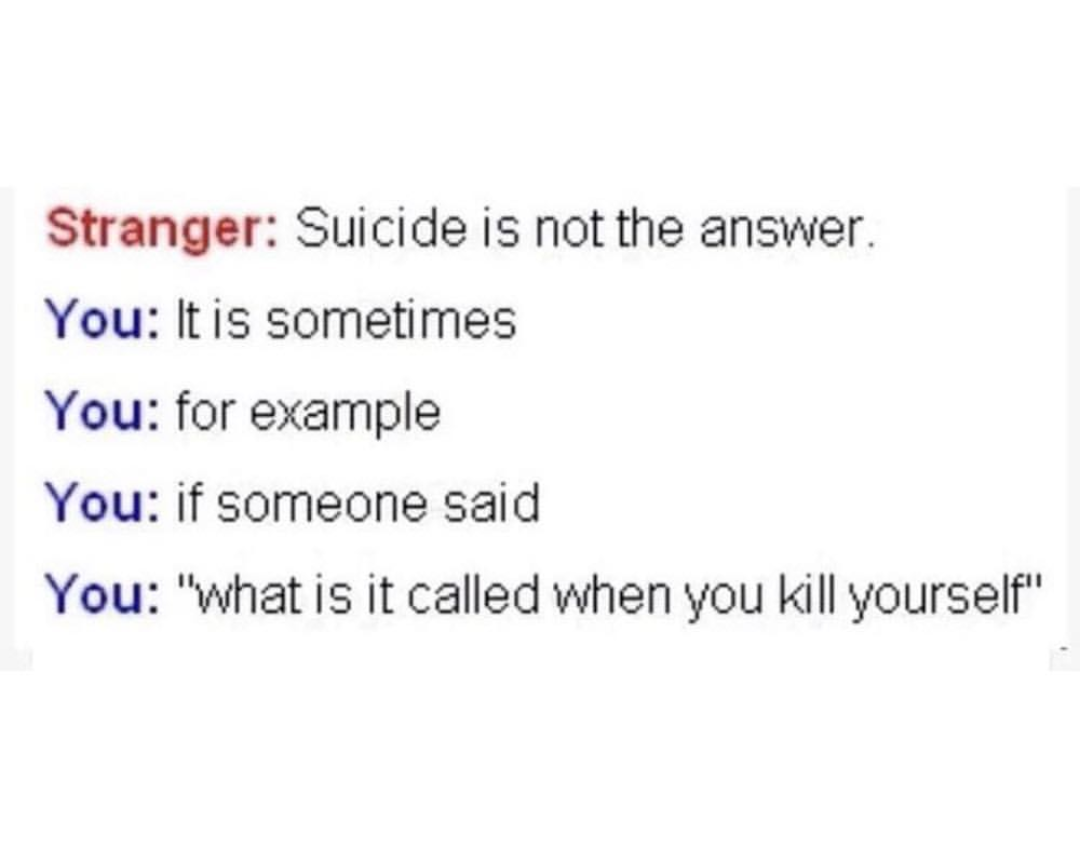 Stranger: Suicide is not the answer.
You: It is sometimes
You: for example
You: if someone said
You: "what is it called when you kill yourself"